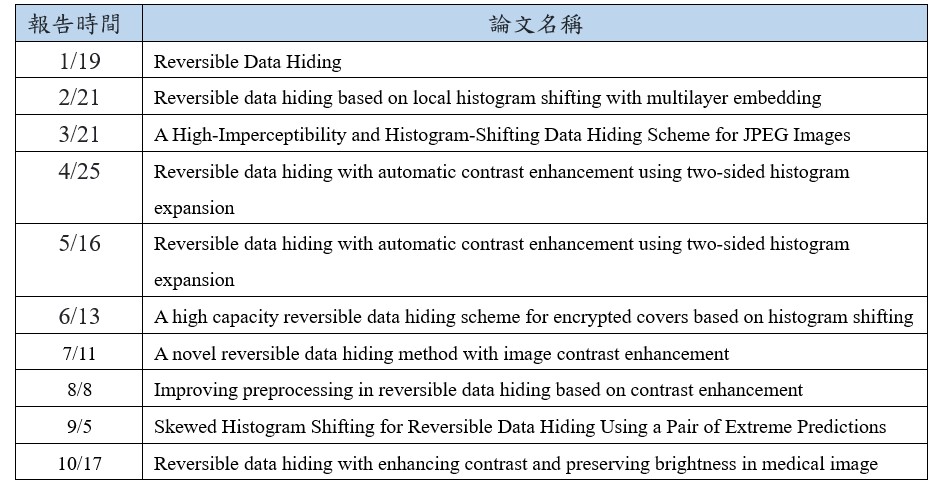 報告時間 論文名稱
1/19 Reversible Data Hiding
2/21 Reversible data hiding based on local histogram shifting with multilayer embedding
3/21 A High-Imperceptibility and Histogram-Shifting Data Hiding Scheme for JPEG Images
4/25 Reversible data hiding with automatic contrast enhancement using two-sided histogram
expansion
5/16 Reversible data hiding with automatic contrast enhancement using two-sided histogram
expansion
6/13 A high capacity reversible data hiding scheme for encrypted covers based on histogram shifting
7/11 A novel reversible data hiding method with image contrast enhancement
8/8 Improving preprocessing in reversible data hiding based on contrast enhancement
9/5 Skewed Histogram Shifting for Reversible Data Hiding Using a Pair of Extreme Predictions
10/17 Reversible data hiding with enhancing contrast and preserving brightness in medical image